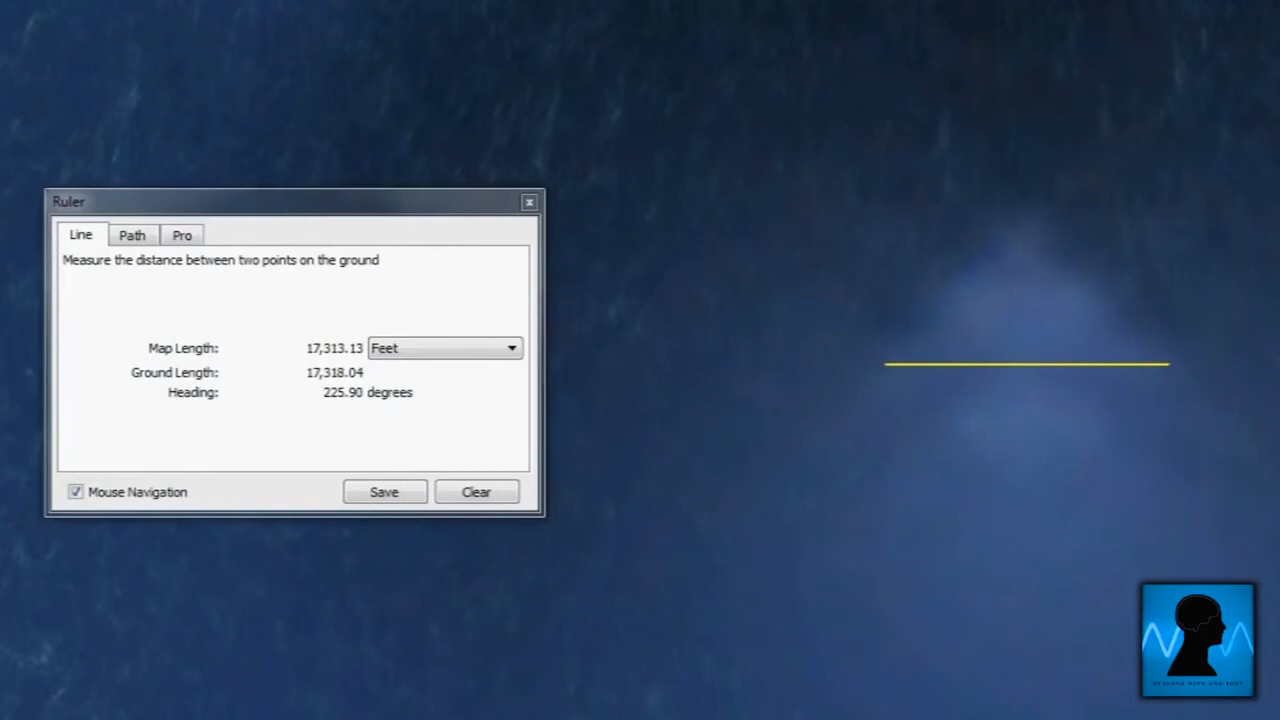 Ruler
Line Path Pro
Measure the distance between two points on the ground
Map Length: 17,313.13 Feet
Ground Length: 17,318.04
Heading: 225.90 degrees
Mouse Navigation Save Clear